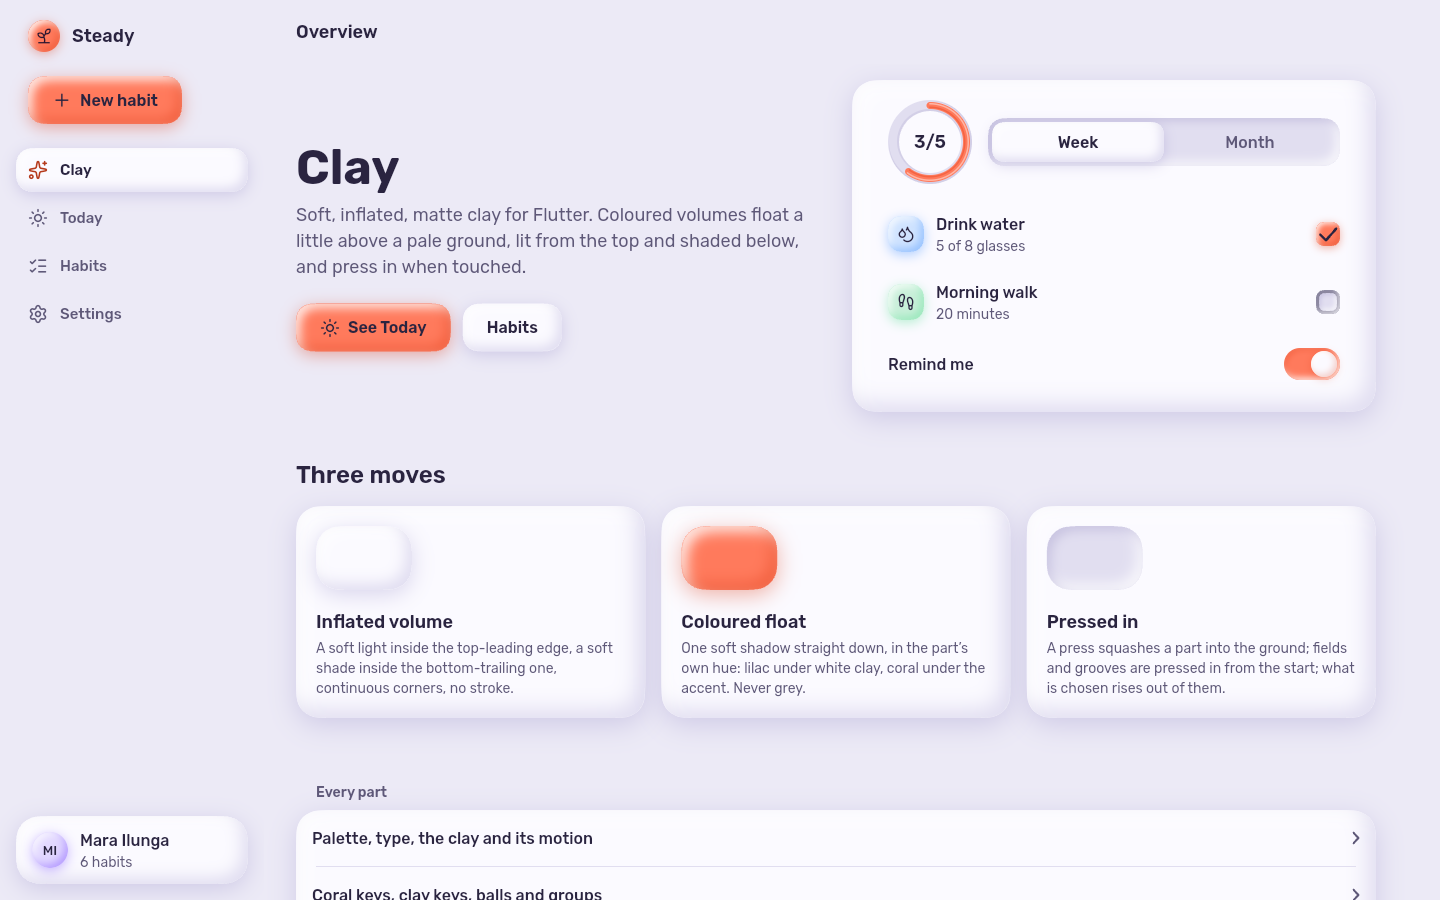 Steady
New habit
Clay
Today
Habits
Settings
Mara Ilunga
MI
6 habits
Overview
Clay
Soft, inflated, matte clay for Flutter. Coloured volumes float a
little above a pale ground, lit from the top and shaded below,
and press in when touched.
See Today
Habits
3/5
Week
Month
Drink water
5 of 8 glasses
Morning walk
20 minutes
Remind me
Three moves
Inflated volume
A soft light inside the top-leading edge, a soft
shade inside the bottom-trailing one,
continuous corners, no stroke.
Coloured float
One soft shadow straight down, in the part’s
own hue: lilac under white clay, coral under the
accent. Never grey.
Pressed in
A press squashes a part into the ground; fields
and grooves are pressed in from the start; what
is chosen rises out of them.
Every part
Palette, type, the clay and its motion
Coral keys, clay keys, balls and groups